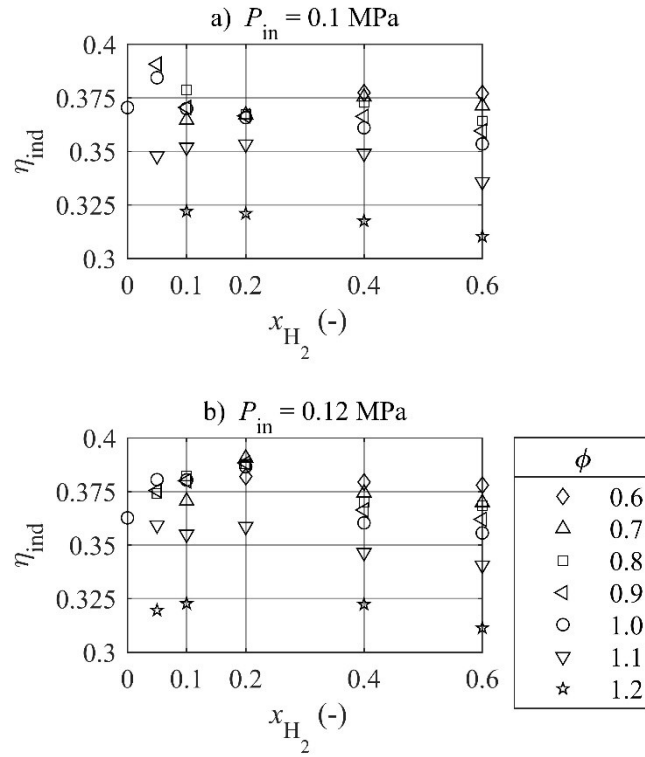 a) P_in = 0.1 MPa
0.4
0.375
0.35
0.325
0.3
η_ind
0 0.1 0.2 0.4 0.6
x_H₂ (-)
b) P_in = 0.12 MPa
0.4
0.375
0.35
0.325
0.3
η_ind
0 0.1 0.2 0.4 0.6
x_H₂ (-)
ϕ
0.6
0.7
0.8
0.9
1.0
1.1
1.2